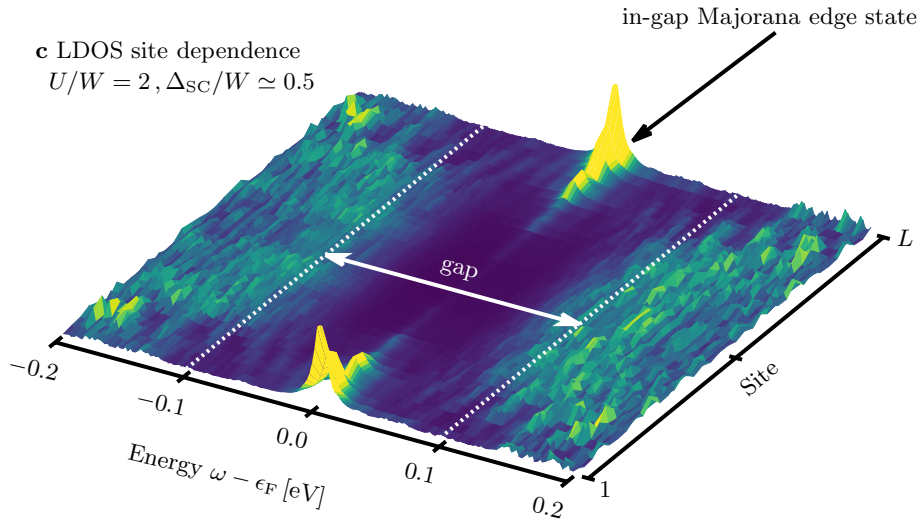 in-gap Majorana edge state
c LDOS site dependence
U/W = 2 , Δ_SC/W ≃ 0.5
gap
L
Site
1
−0.2
−0.1
0.0
0.1
0.2
Energy ω − ϵ_F [eV]